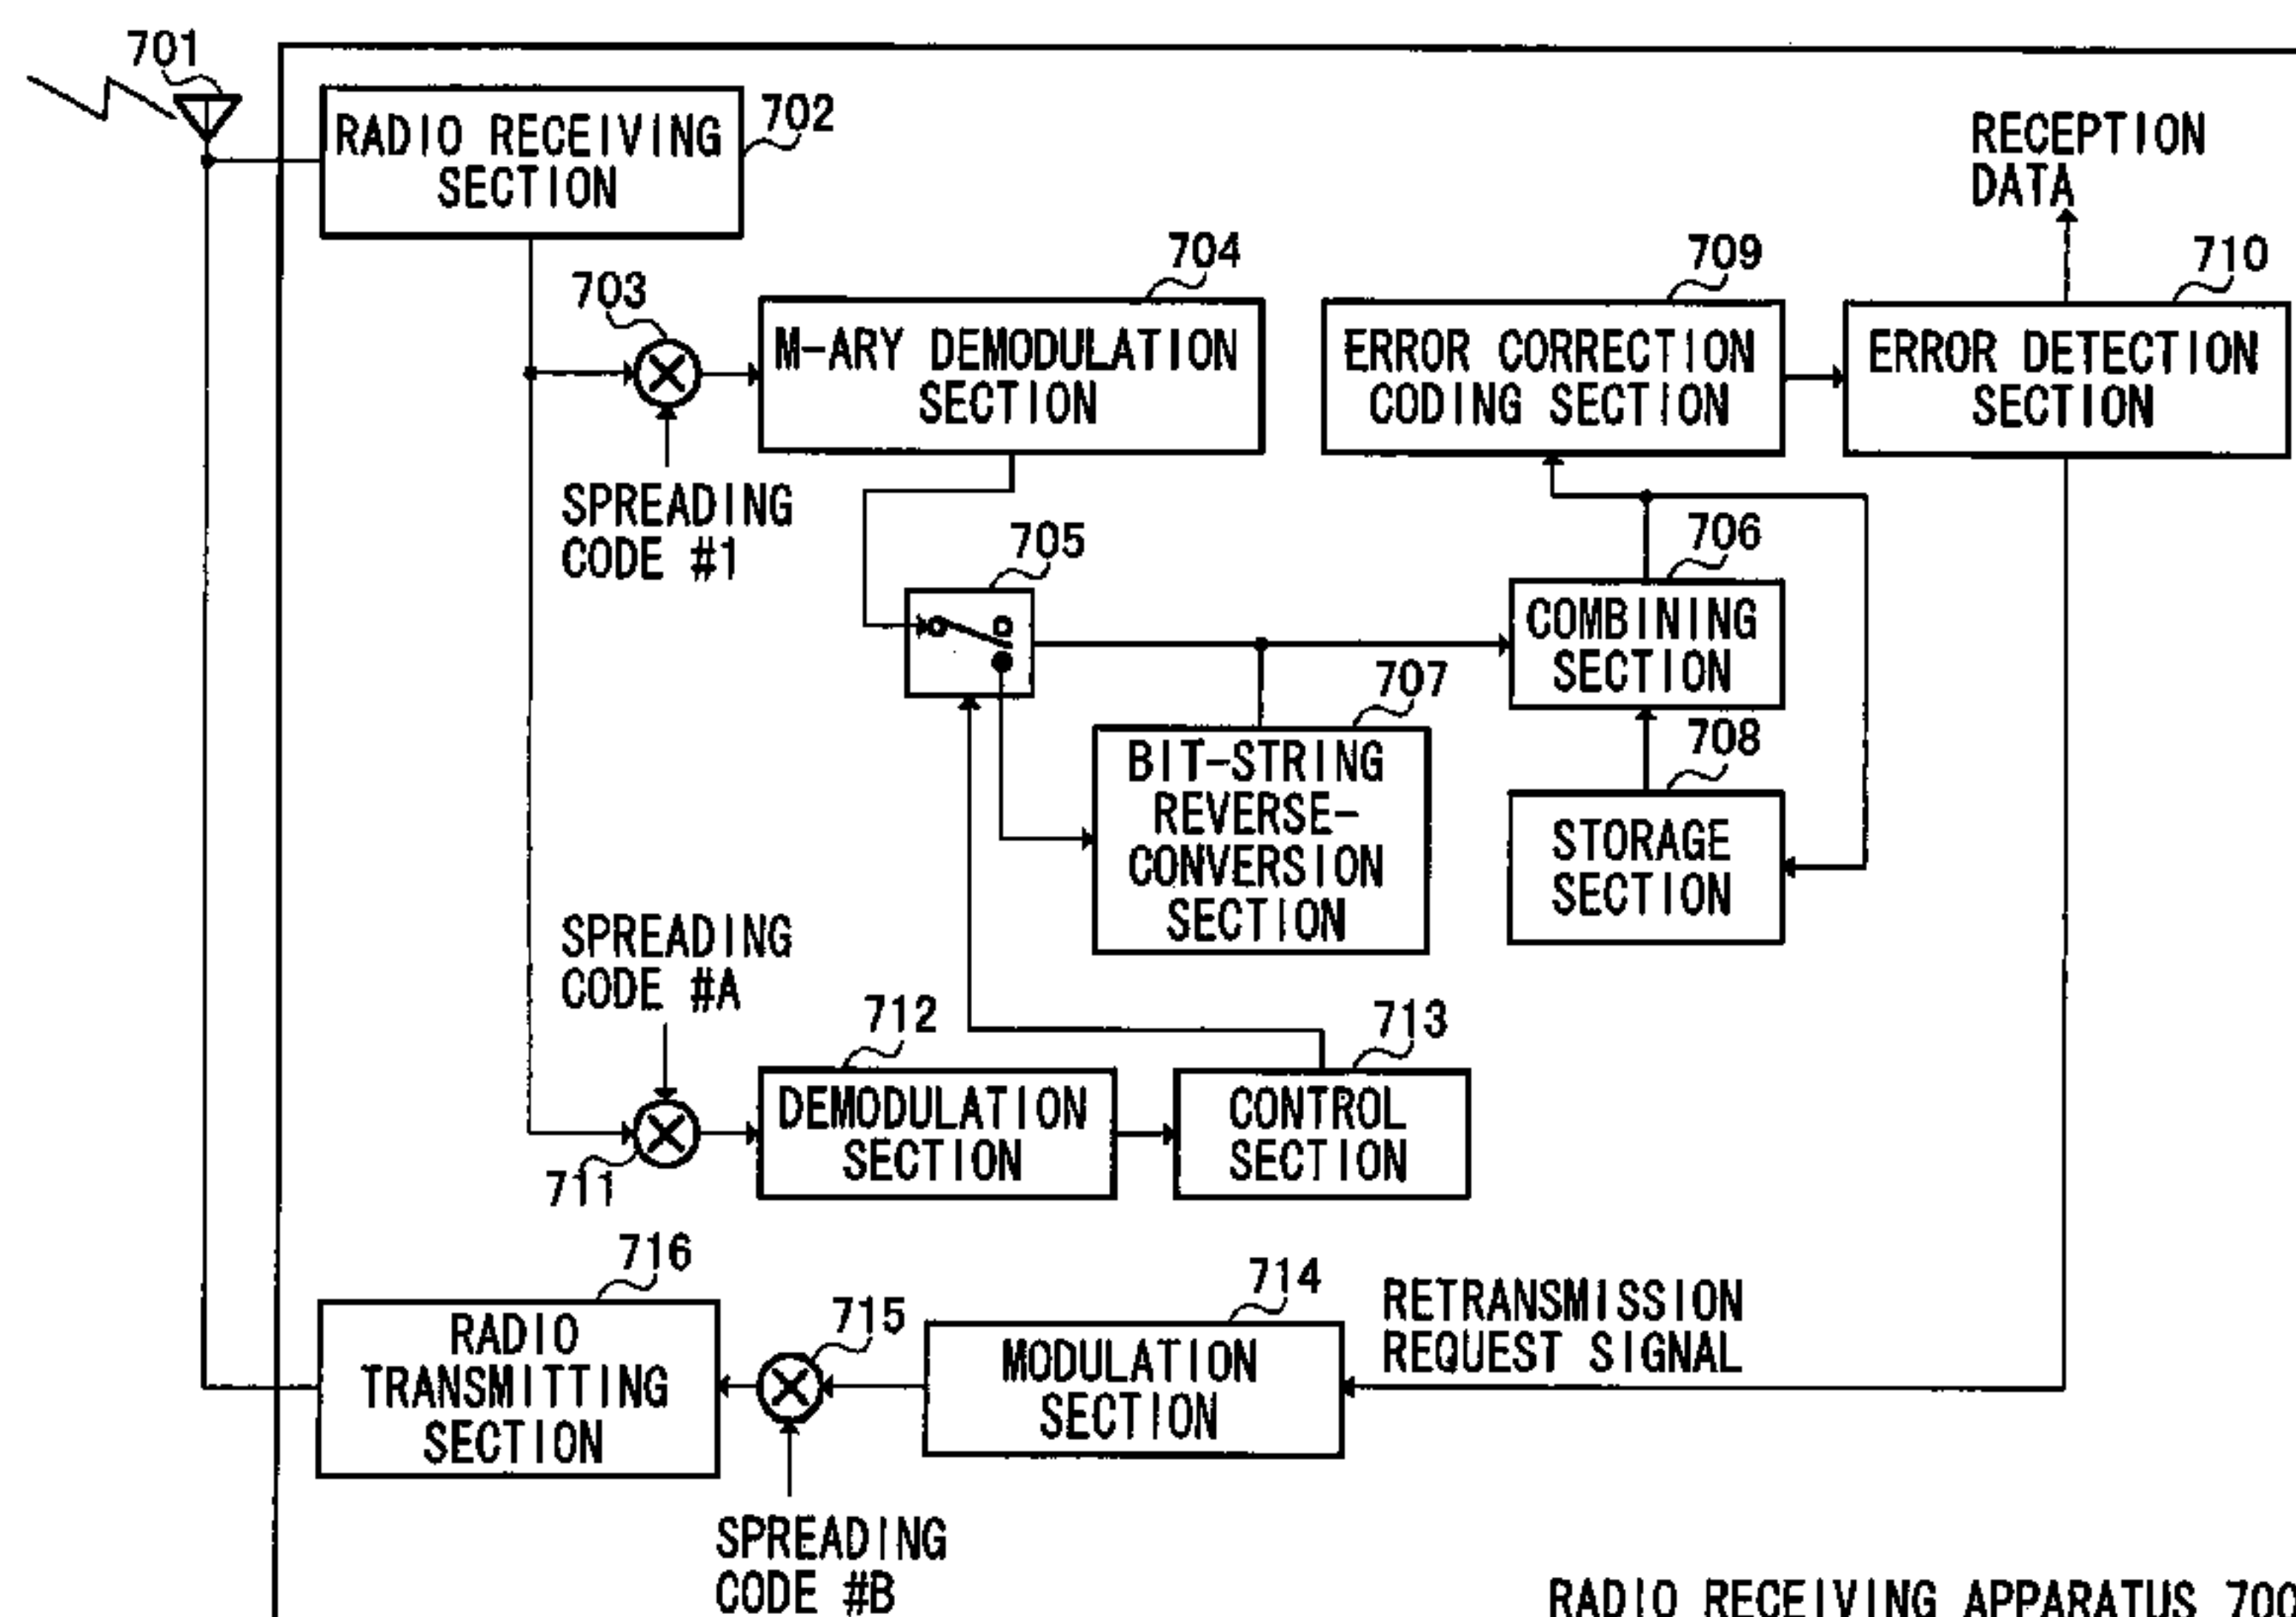 701
RADIO RECEIVING
SECTION
702
RECEPTION
DATA
703
704
M-ARY DEMODULATION
SECTION
709
ERROR CORRECTION
CODING SECTION
710
ERROR DETECTION
SECTION
SPREADING
CODE #1
705
706
COMBINING
SECTION
707
BIT-STRING
REVERSE-
CONVERSION
SECTION
708
STORAGE
SECTION
SPREADING
CODE #A
711
712
DEMODULATION
SECTION
713
CONTROL
SECTION
716
RADIO
TRANSMITTING
SECTION
715
714
MODULATION
SECTION
RETRANSMISSION
REQUEST SIGNAL
SPREADING
CODE #B
RADIO RECEIVING APPARATUS 700